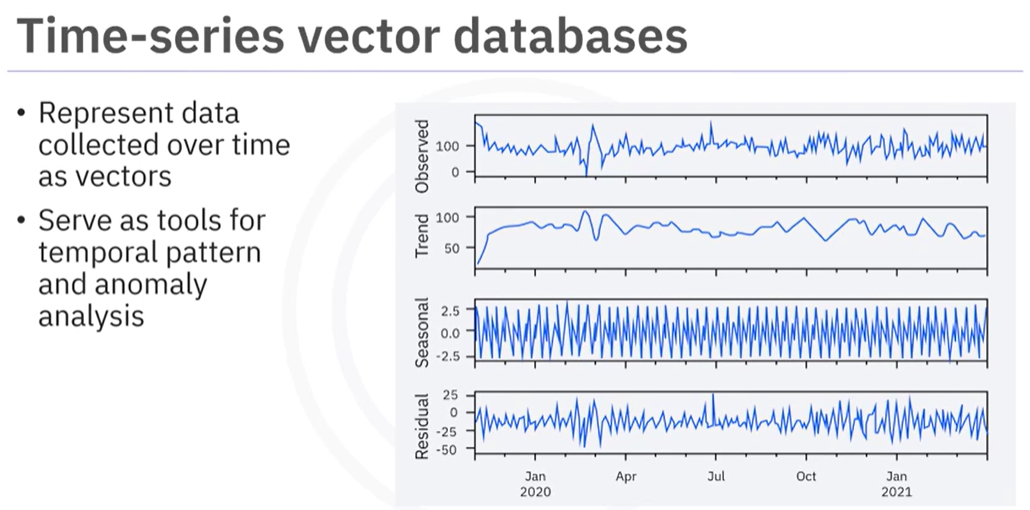 Time-series vector databases
• Represent data
collected over time
as vectors
• Serve as tools for
temporal pattern
and anomaly
analysis
Observed
100
0
Trend
100
50
Seasonal
2.5
0.0
-2.5
Residual
25
0
-25
-50
Jan Apr Jul Oct Jan
2020 2021